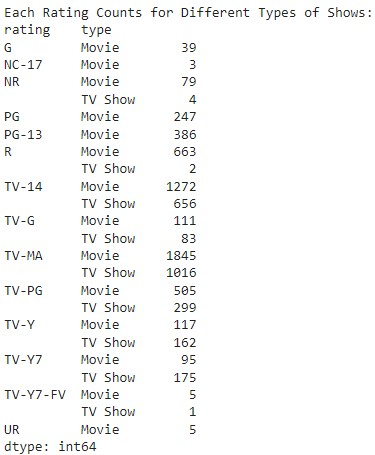 Each Rating Counts for Different Types of Shows:
rating type
G Movie 39
NC-17 Movie 3
NR Movie 79
TV Show 4
PG Movie 247
PG-13 Movie 386
R Movie 663
TV Show 2
TV-14 Movie 1272
TV Show 656
TV-G Movie 111
TV Show 83
TV-MA Movie 1845
TV Show 1016
TV-PG Movie 505
TV Show 299
TV-Y Movie 117
TV Show 162
TV-Y7 Movie 95
TV Show 175
TV-Y7-FV Movie 5
TV Show 1
UR Movie 5
dtype: int64